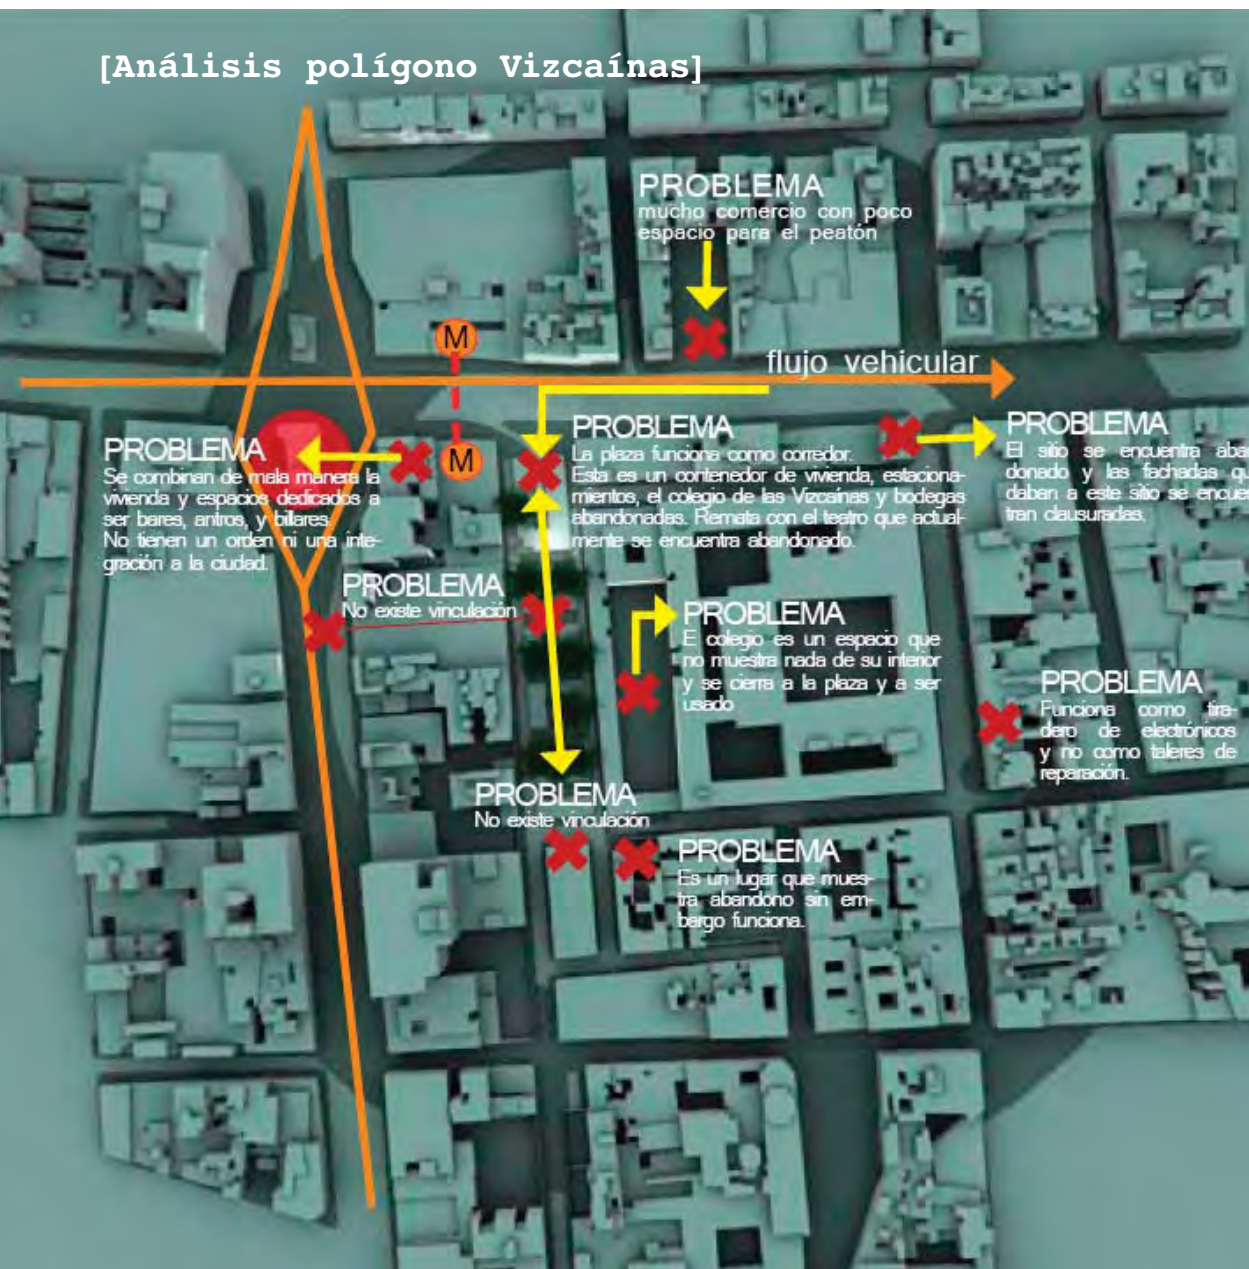 [Análisis polígono Vizcaínas]
PROBLEMA
mucho comercio con poco
espacio para el peatón
M
flujo vehicular
M
PROBLEMA
Se combinan de mala manera la
vivienda y espacios dedicados a
ser bares, antros, y billares.
No tienen un orden ni una inte-
gración a la ciudad.
PROBLEMA
La plaza funciona como corredor.
Esta es un contenedor de vivienda, estaciona-
mientos, el colegio de las Vizcaínas y bodegas
abandonadas. Remata con el teatro que actual-
mente se encuentra abandonado.
PROBLEMA
El sitio se encuentra aban
donado y las fachadas qu
daban a este sitio se encuen
tran clausuradas.
PROBLEMA
No existe vinculación
PROBLEMA
E colegio es un espacio que
no muestra nada de su interior
y se cierra a la plaza y a ser
usado
PROBLEMA
Funciona como tira-
dero de electrónicos
y no como taleres de
reparación.
PROBLEMA
No existe vinculación
PROBLEMA
Es un lugar que mues-
tra abandono sin em-
bargo funciona.